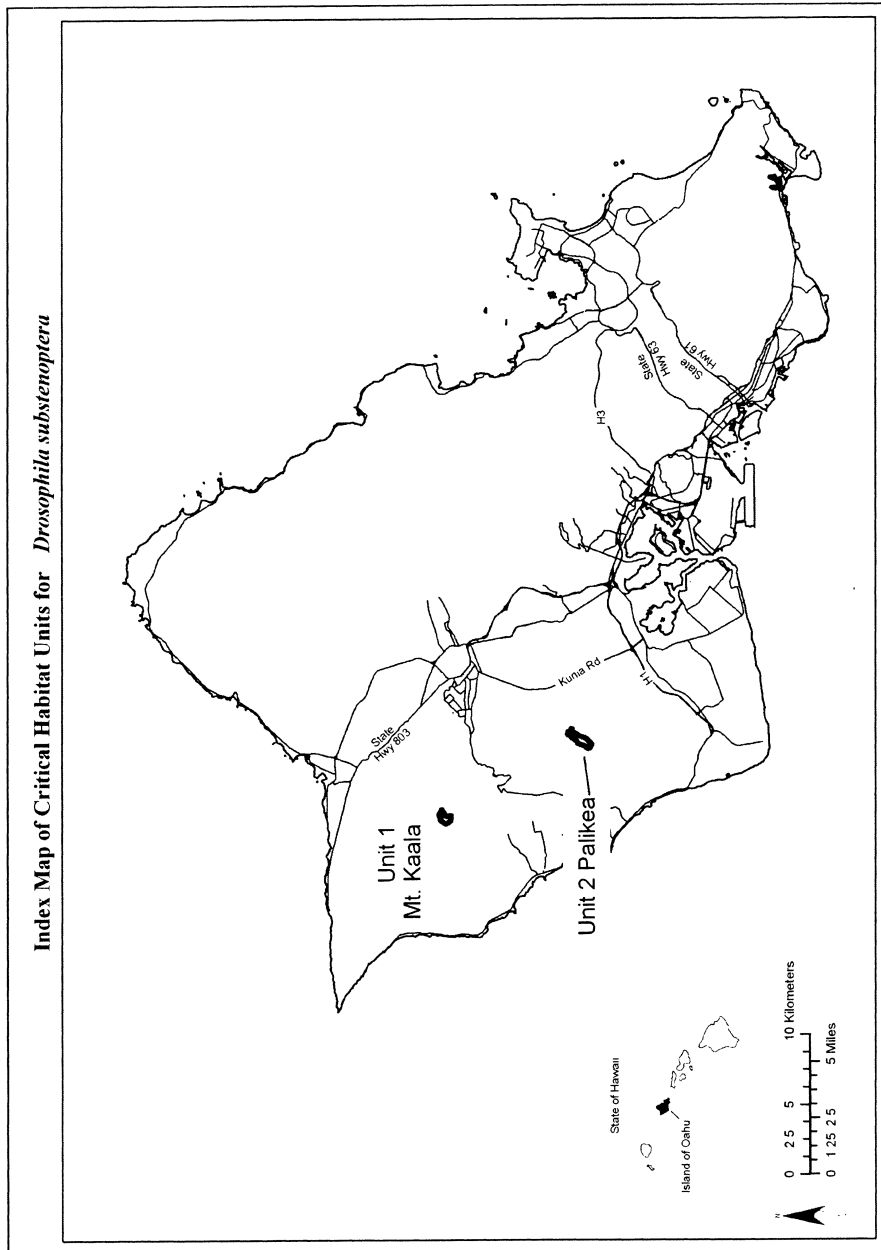 Index Map of Critical Habitat Units for Drosophila substenoptera
State
Hwy 803
Unit 1
Mt. Kaala
Kunia Rd
H1
Unit 2 Palikea
H3
State
Hwy 63
State
Hwy 61
State of Hawaii
Island of Oahu
N
0 2 5 5 10 Kilometers
0 1 25 2 5 5 Miles